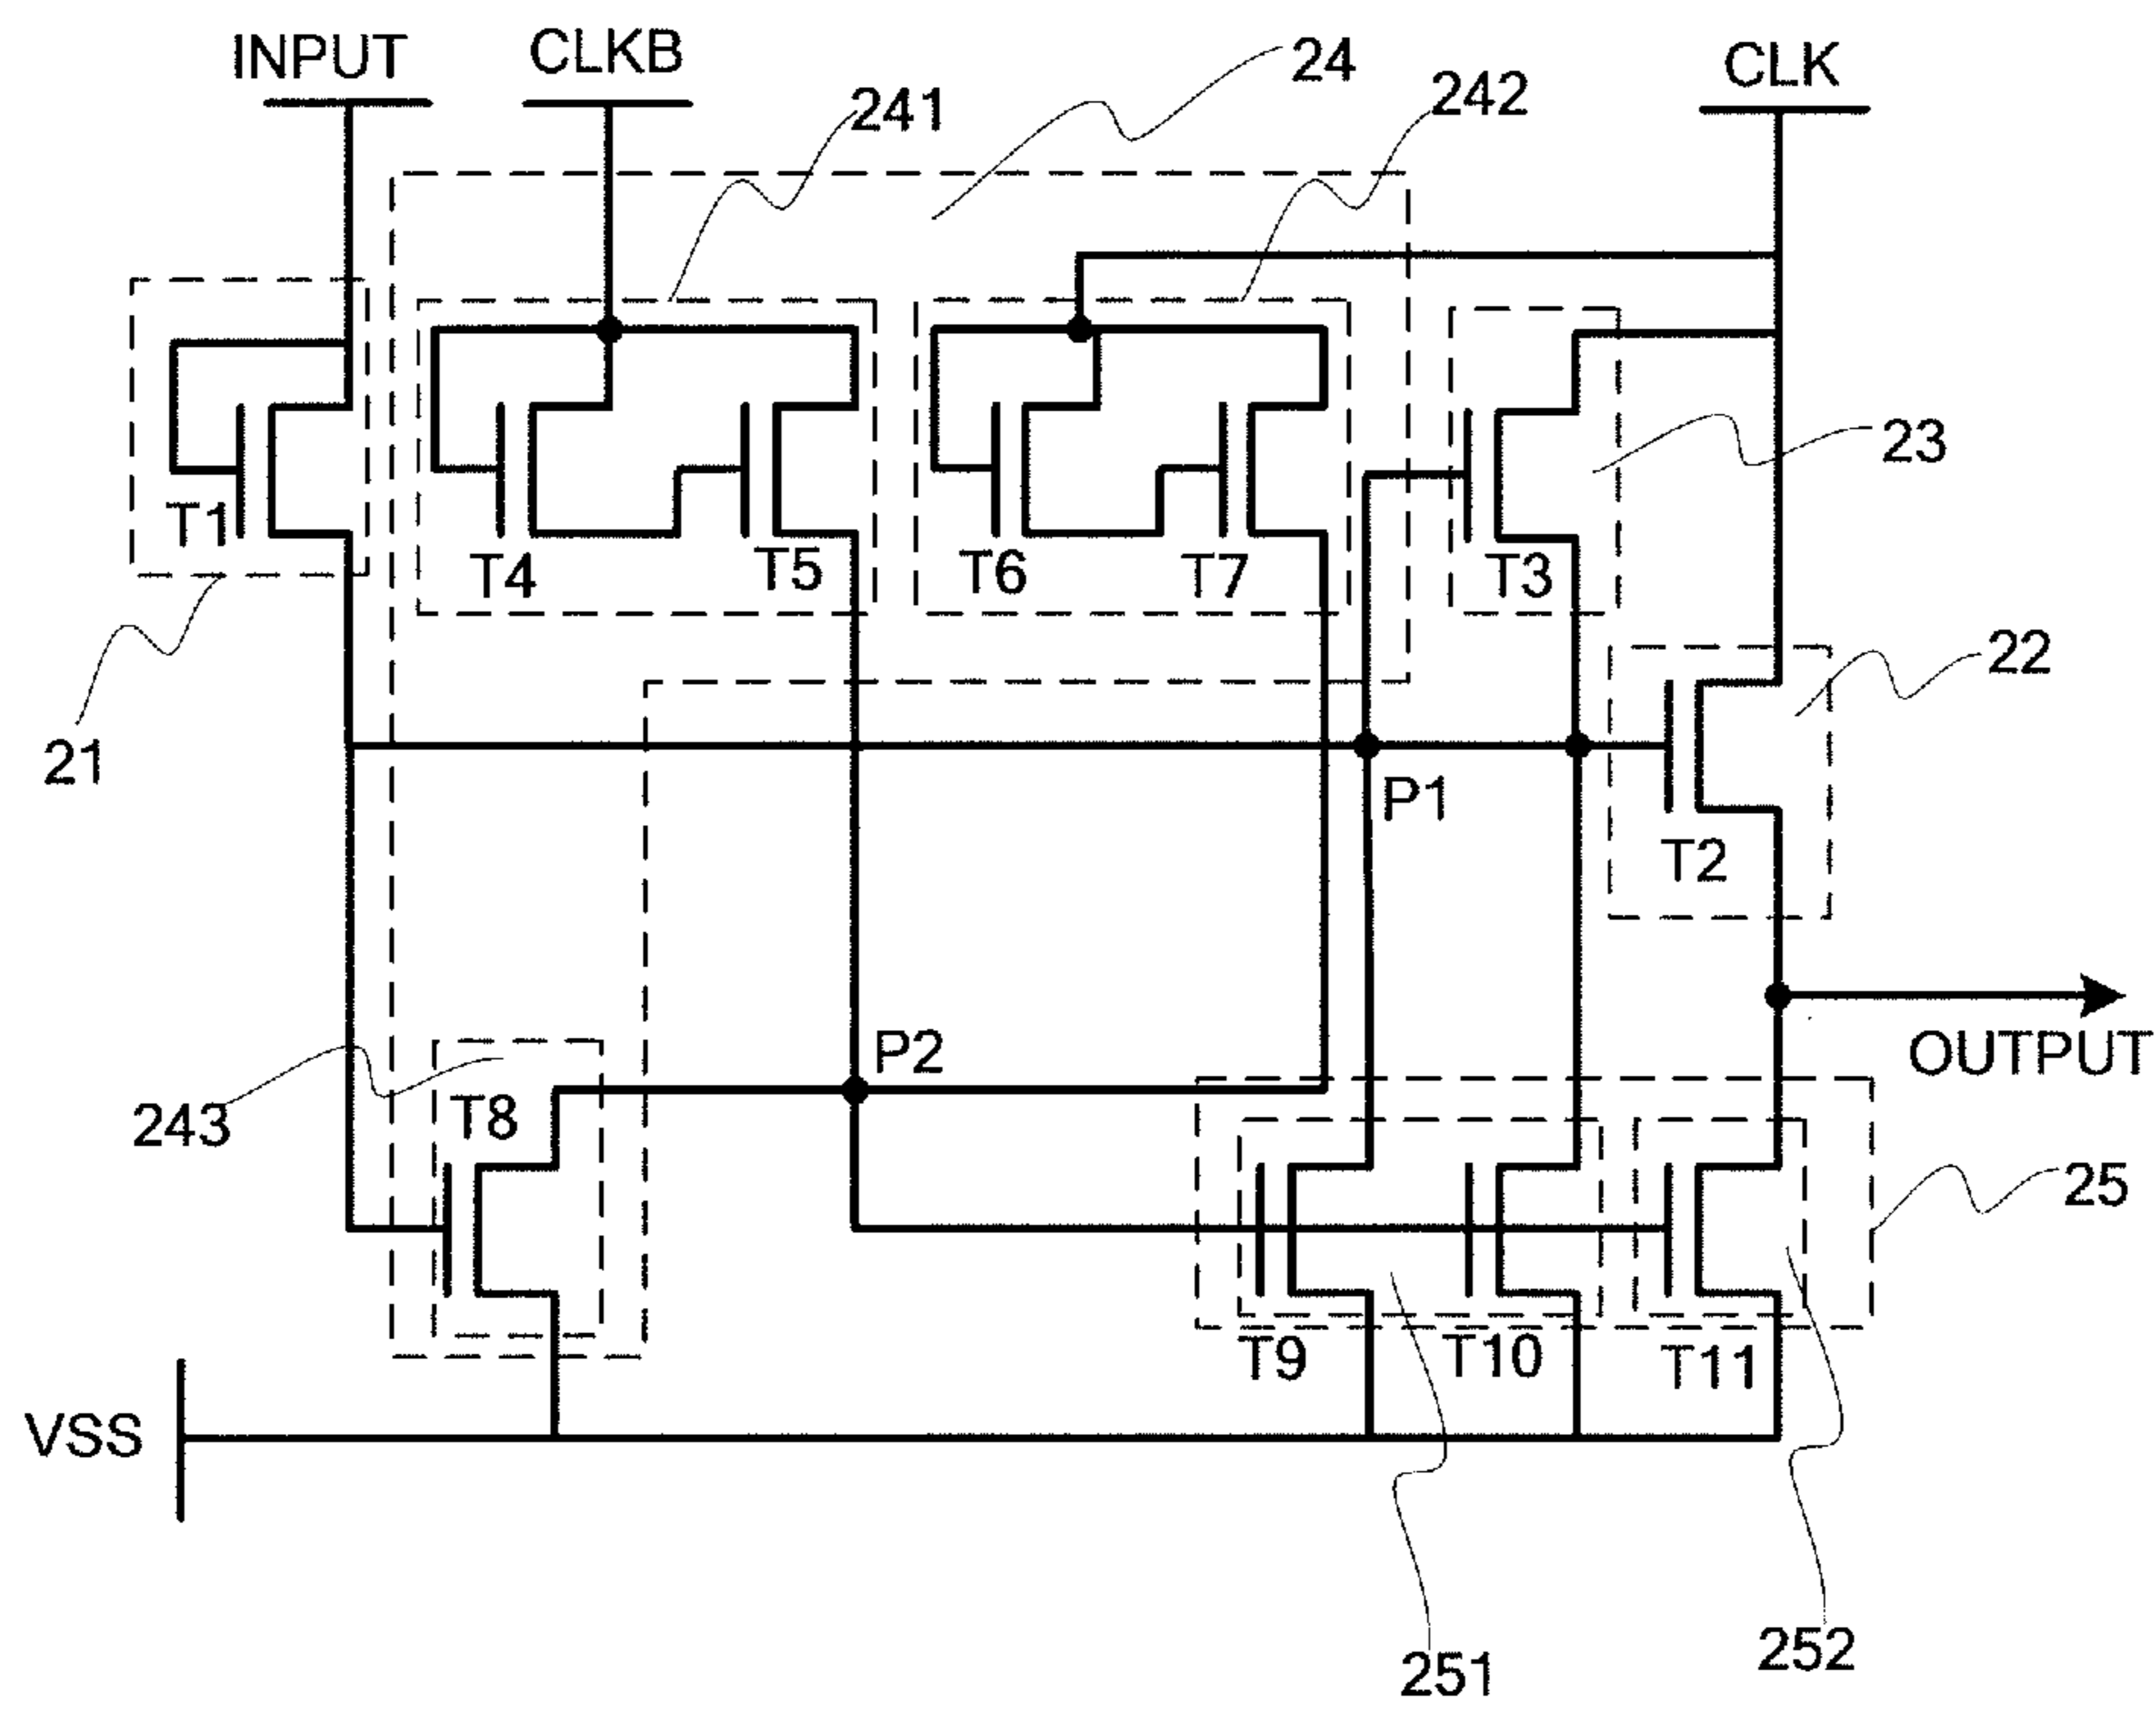 INPUT
CLKB
24
241
242
CLK
23
T1
T4
T5
T6
T7
T3
22
21
P1
T2
P2
OUTPUT
243
T8
25
T9
T10
T11
VSS
251
252